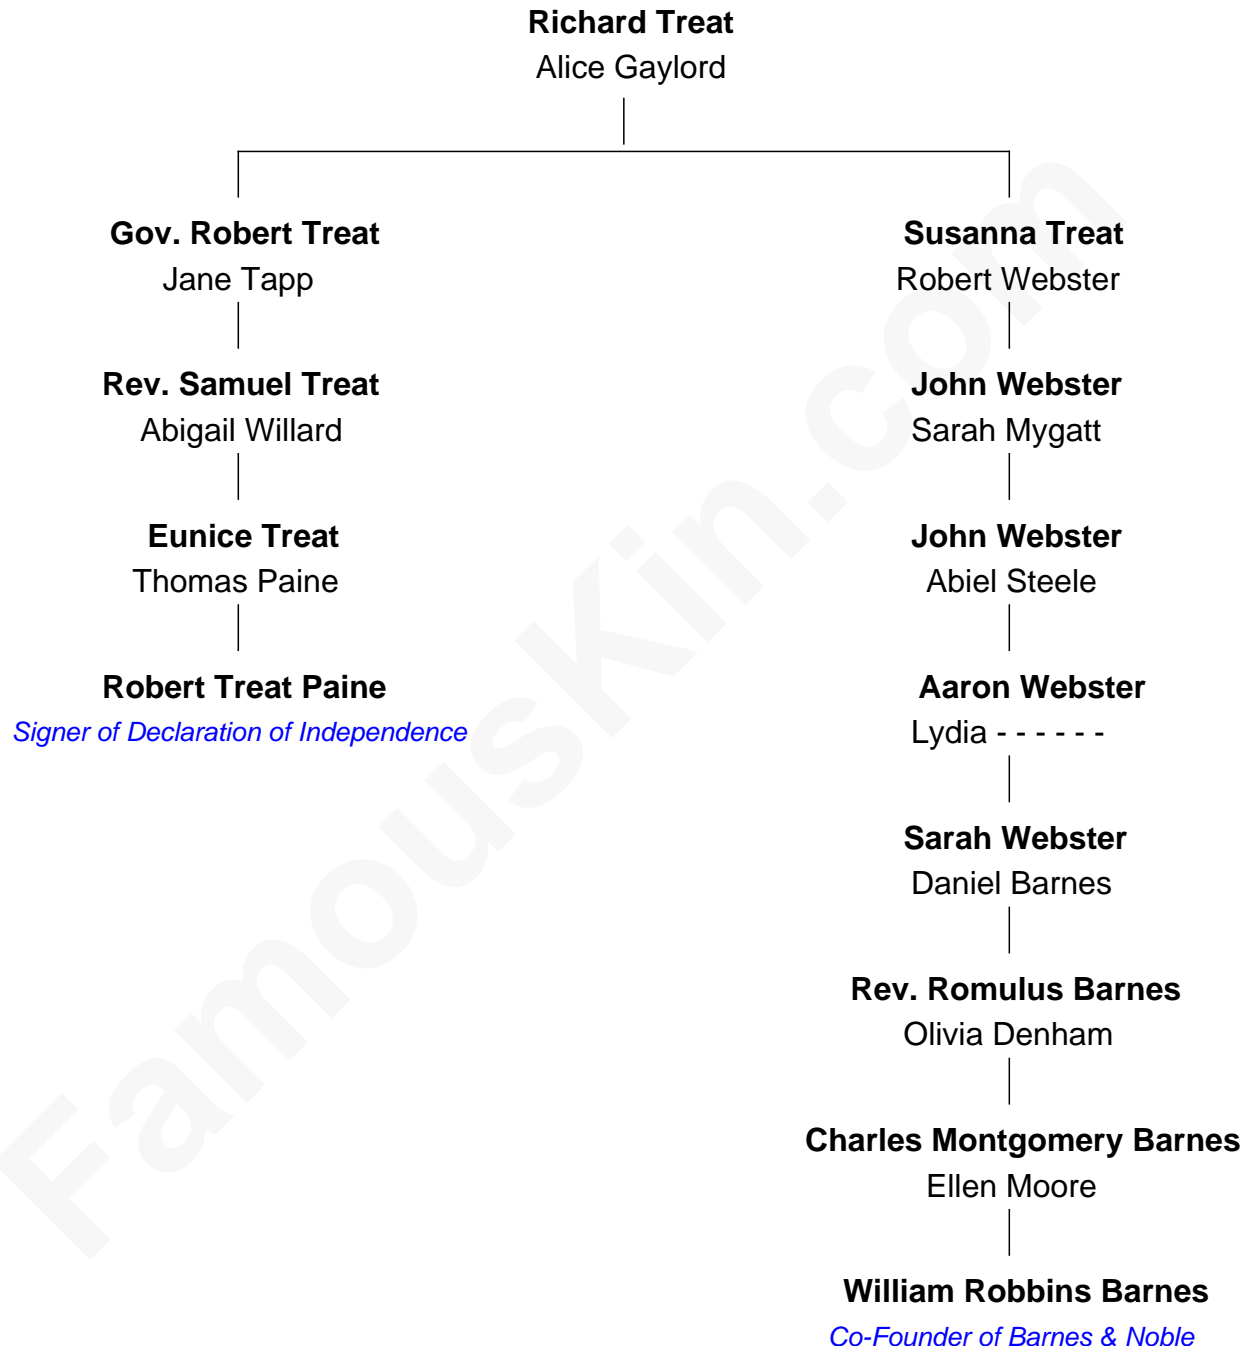 Richard Treat
Alice Gaylord
Gov. Robert Treat
Jane Tapp
Rev. Samuel Treat
Abigail Willard
Eunice Treat
Thomas Paine
Robert Treat Paine
Signer of Declaration of Independence
Susanna Treat
Robert Webster
John Webster
Sarah Mygatt
John Webster
Abiel Steele
Aaron Webster
Lydia - - - - - -
Sarah Webster
Daniel Barnes
Rev. Romulus Barnes
Olivia Denham
Charles Montgomery Barnes
Ellen Moore
William Robbins Barnes
Co-Founder of Barnes & Noble
FamousKin.com